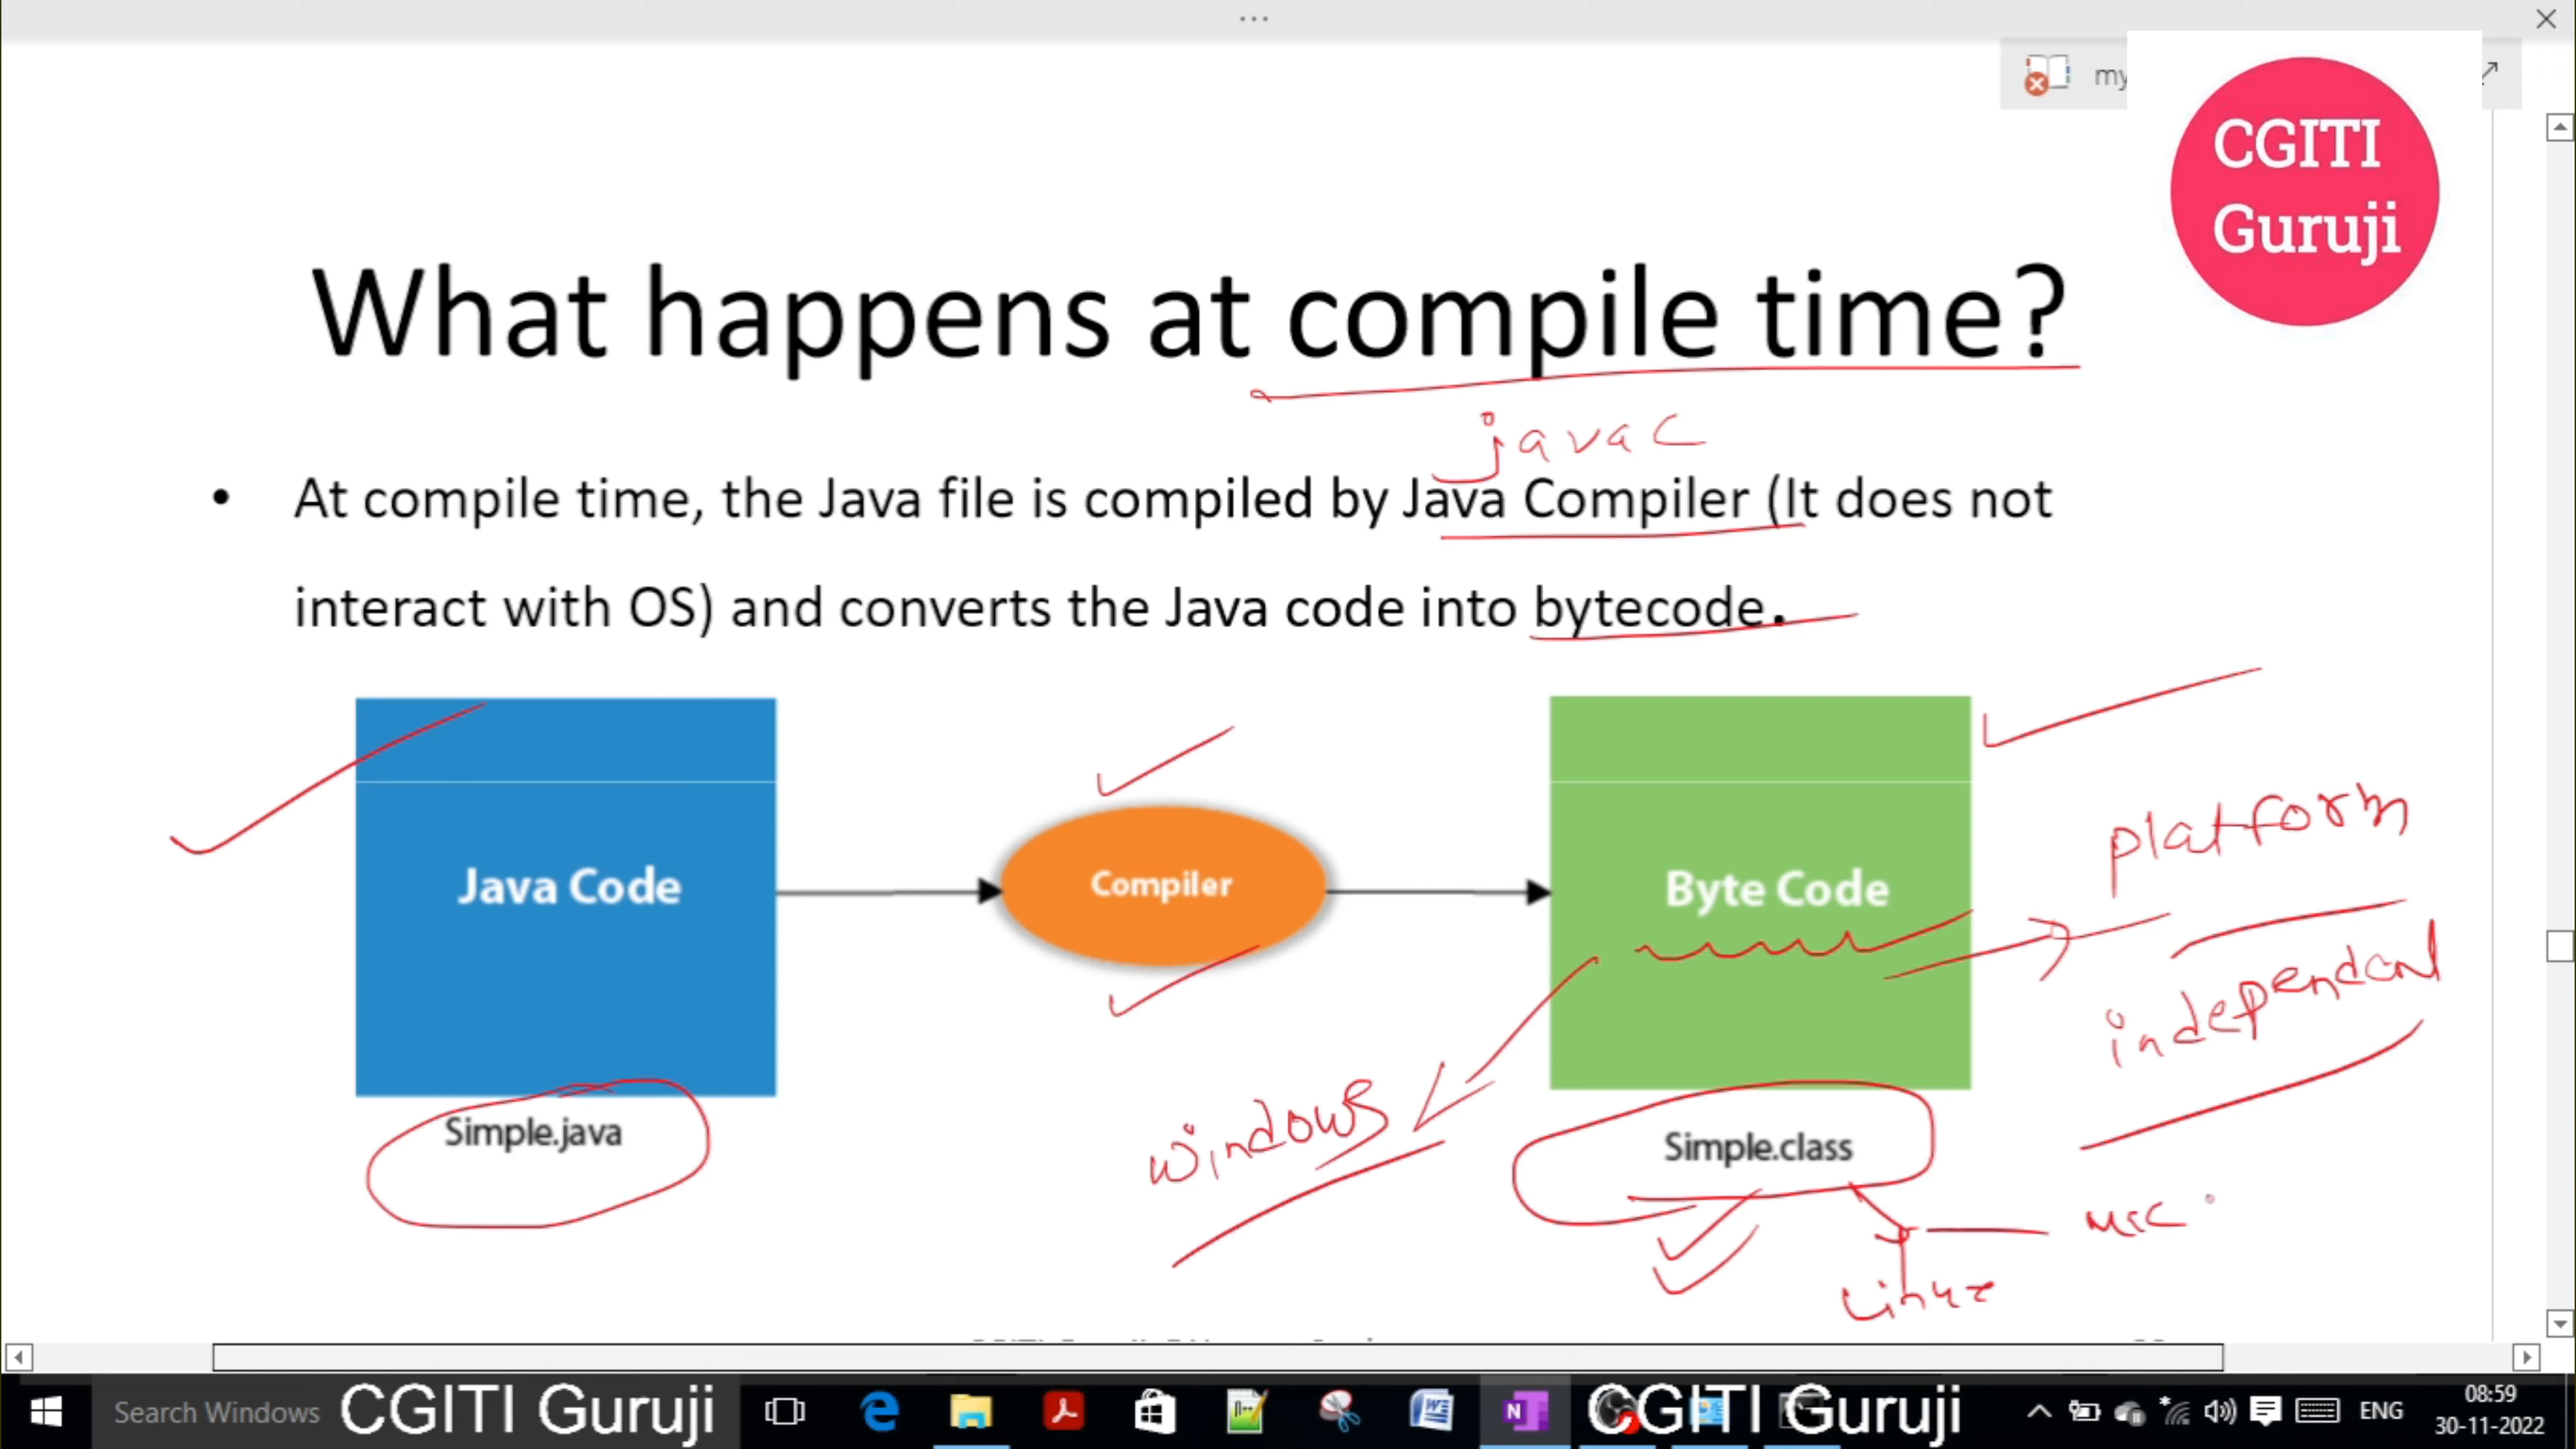 my
CGITI
Guruji
What happens at compile time?
javac
• At compile time, the Java file is compiled by Java Compiler (It does not
interact with OS) and converts the Java code into bytecode.
Java Code
Compiler
Byte Code
platform
independent
Simple.java
windows
Simple.class
Mac
Linux
Search Windows
CGITI Guruji
CGITI Guruji
ENG
08:59
30-11-2022